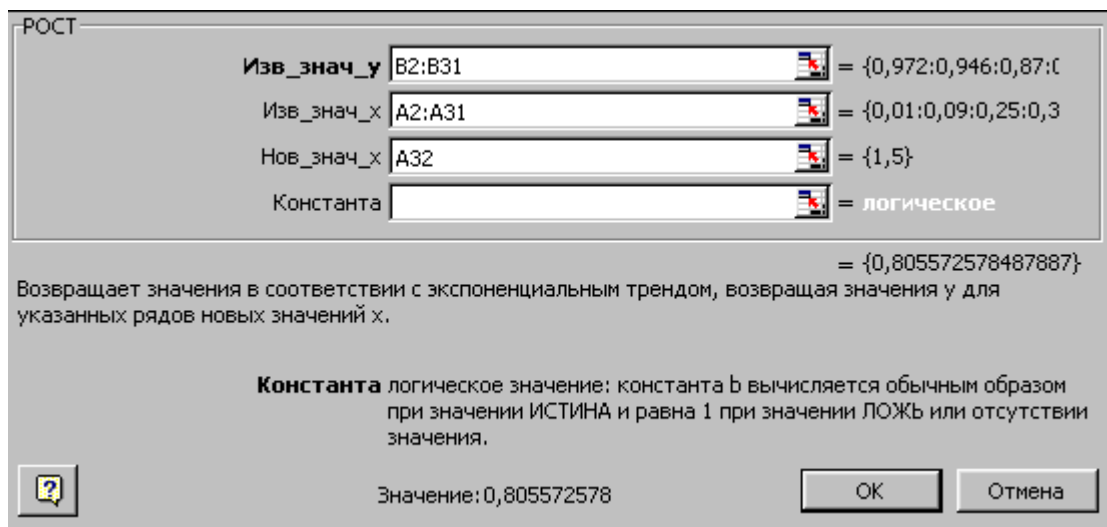 РОСТ
Изв_знач_y B2:B31 = {0,972:0,946:0,87:0
Изв_знач_x A2:A31 = {0,01:0,09:0,25:0,3
Нов_знач_x A32 = {1,5}
Константа = логическое
= {0,805572578487887}
Возвращает значения в соответствии с экспоненциальным трендом, возвращая значения y для
указанных рядов новых значений x.
Константа логическое значение: константа b вычисляется обычным образом
при значении ИСТИНА и равна 1 при значении ЛОЖЬ или отсутствии
значения.
Значение:0,805572578
OK
Отмена